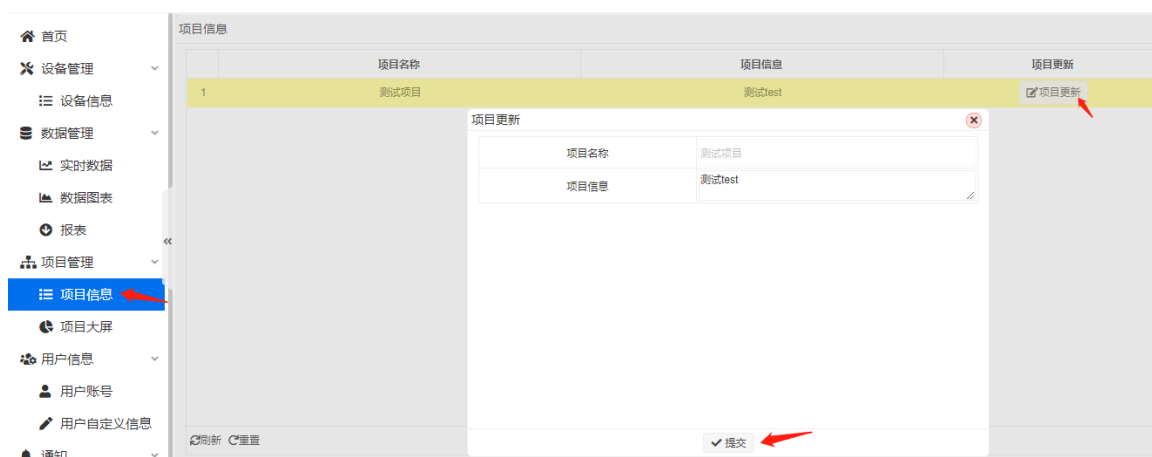 首页
设备管理
设备信息
数据管理
实时数据
数据图表
报表
项目管理
项目信息
项目大屏
用户信息
用户账号
用户自定义信息
通知
项目信息
项目名称 项目信息 项目更新
1 测试项目 测试test 项目更新
项目更新
项目名称 测试项目
项目信息 测试test
提交
刷新 重置